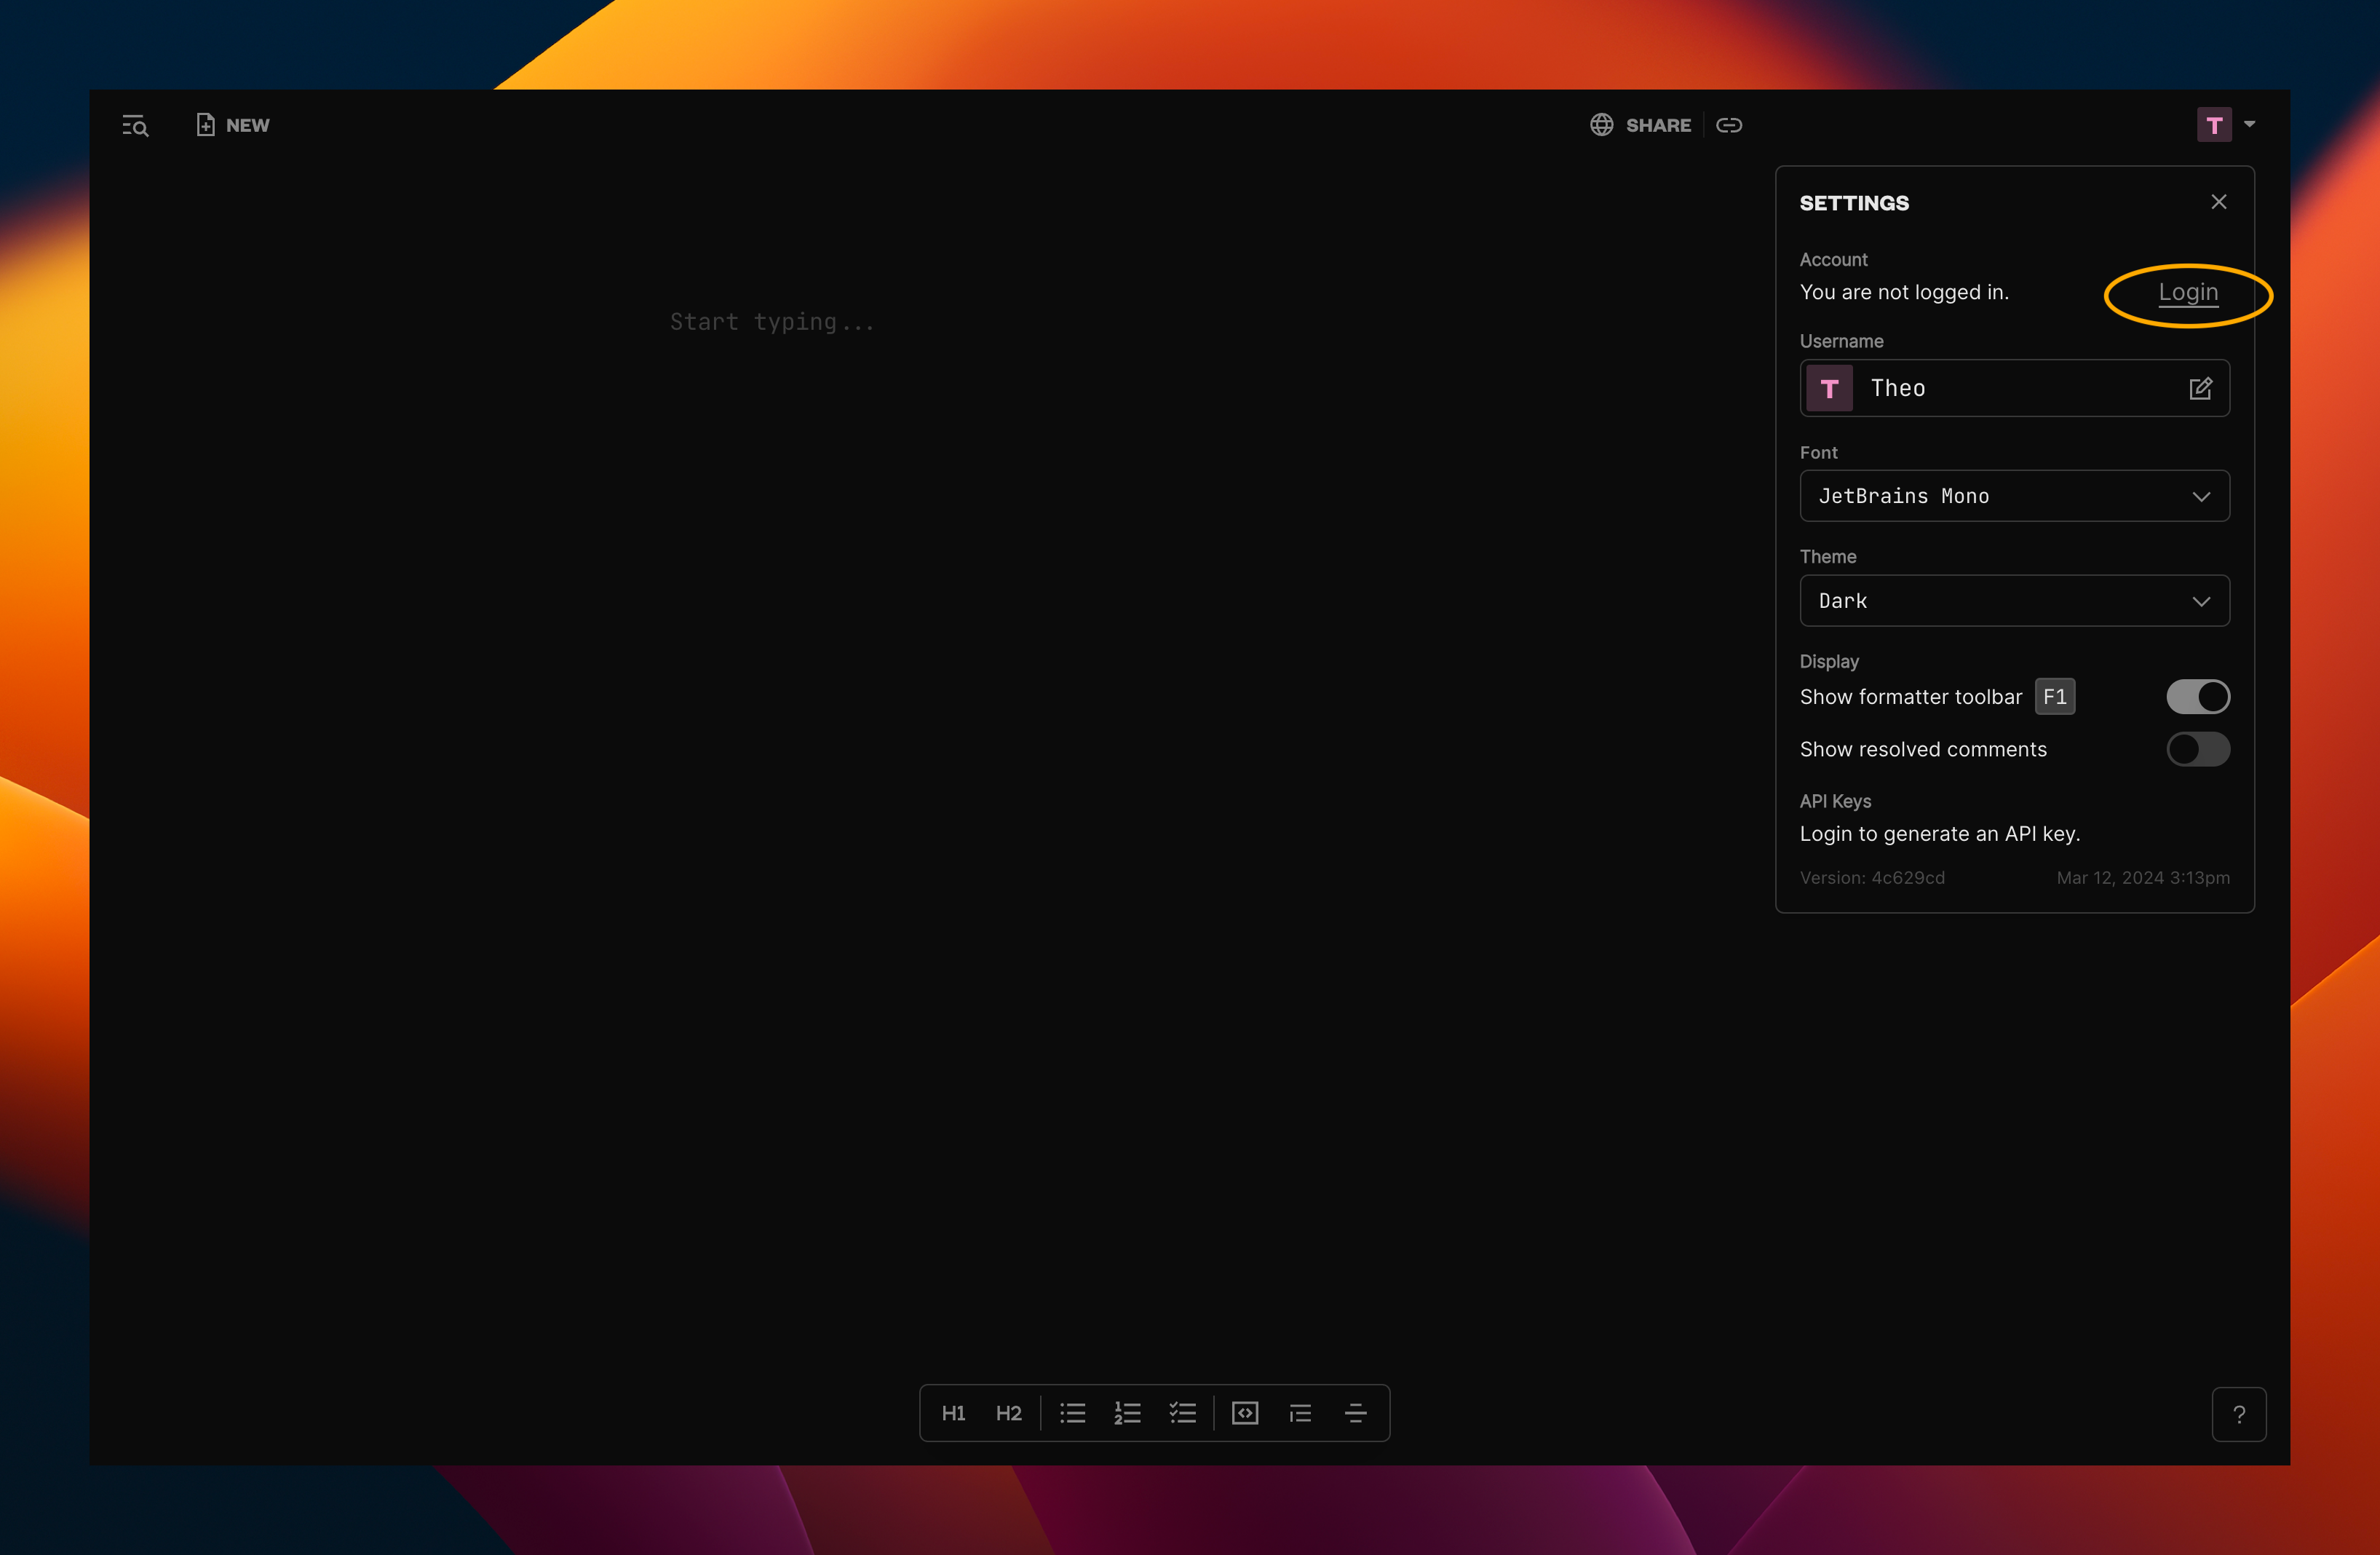 NEW
SHARE
T
SETTINGS
Account
You are not logged in.
Login
Start typing...
Username
T
Theo
Font
JetBrains Mono
Theme
Dark
Display
Show formatter toolbar F1
Show resolved comments
API Keys
Login to generate an API key.
Version: 4c629cd
Mar 12, 2024 3:13pm
H1
H2
1
2
?